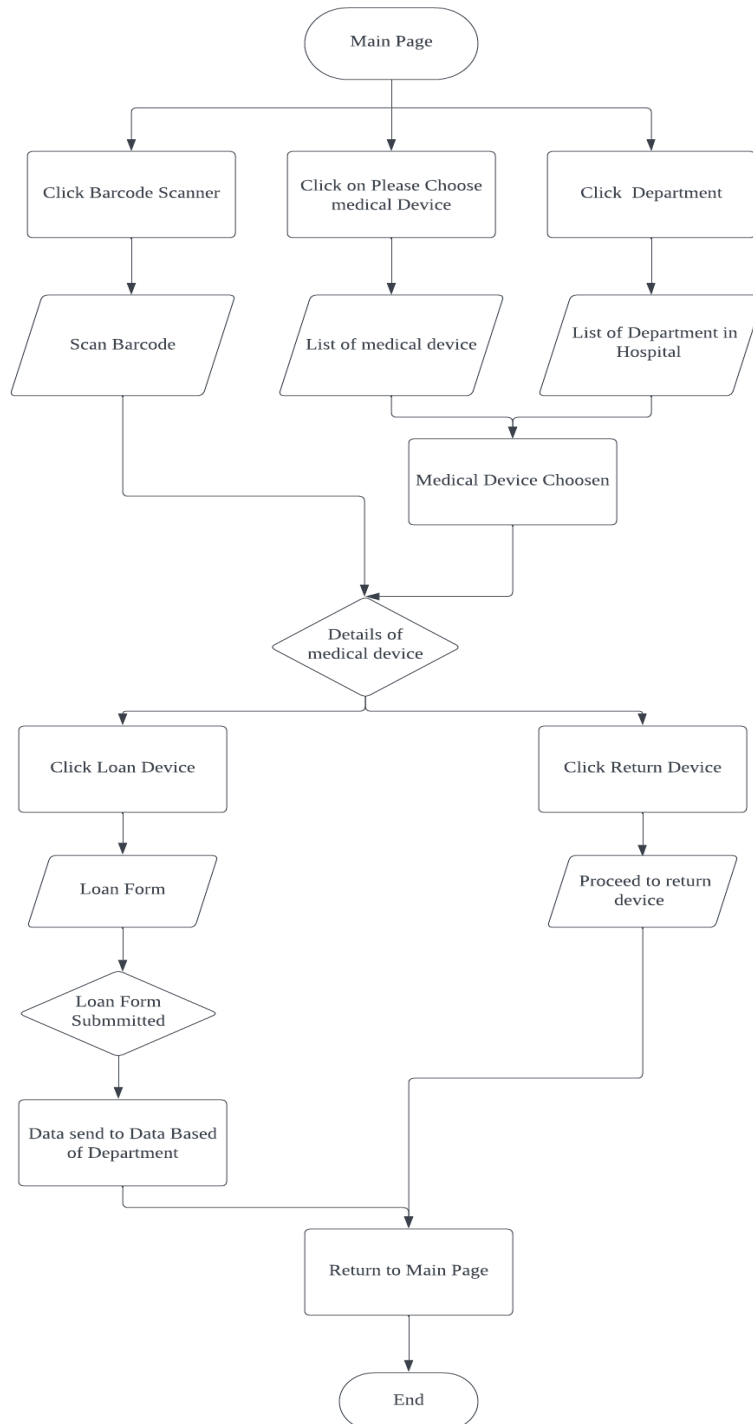 Main Page
Click Barcode Scanner
Click on Please Choose
medical Device
Click Department
Scan Barcode
List of medical device
List of Department in
Hospital
Medical Device Choosen
Details of
medical device
Click Loan Device
Click Return Device
Loan Form
Proceed to return
device
Loan Form
Submmitted
Data send to Data Based
of Department
Return to Main Page
End